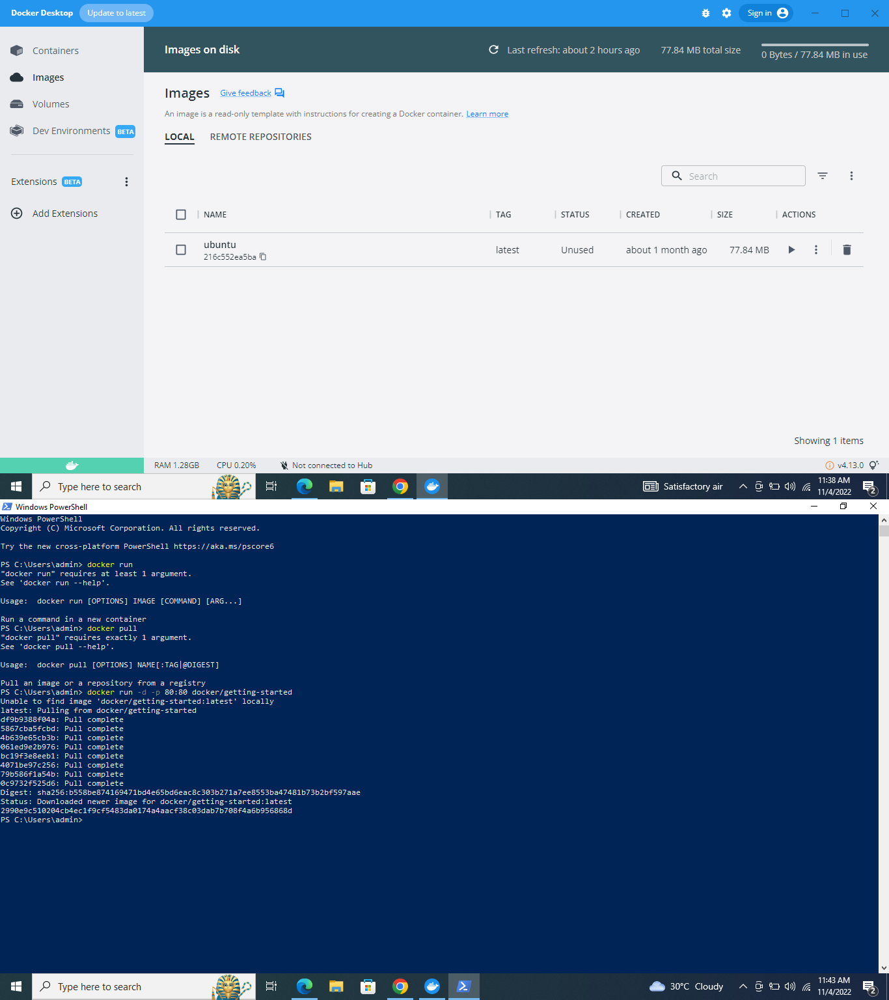 Docker Desktop Update to latest Sign in
Containers
Images
Volumes
Dev Environments BETA
Extensions BETA
Add Extensions
Images on disk Last refresh: about 2 hours ago 77.84 MB total size 0 Bytes / 77.84 MB in use
Images Give feedback
An image is a read-only template with instructions for creating a Docker container. Learn more
LOCAL REMOTE REPOSITORIES
Search
NAME TAG STATUS CREATED SIZE ACTIONS
ubuntu latest Unused about 1 month ago 77.84 MB
216c552ea5ba
Showing 1 items
RAM 1.28GB CPU 0.20% Not connected to Hub v4.13.0
Type here to search Satisfactory air 11:38 AM
11/4/2022 2
Windows PowerShell
Windows PowerShell
Copyright (C) Microsoft Corporation. All rights reserved.
Try the new cross-platform PowerShell https://aka.ms/pscore6
PS C:\Users\admin> docker run
"docker run" requires at least 1 argument.
See 'docker run --help'.
Usage:  docker run [OPTIONS] IMAGE [COMMAND] [ARG...]
Run a command in a new container
PS C:\Users\admin> docker pull
"docker pull" requires exactly 1 argument.
See 'docker pull --help'.
Usage:  docker pull [OPTIONS] NAME[:TAG|@DIGEST]
Pull an image or a repository from a registry
PS C:\Users\admin> docker run -d -p 80:80 docker/getting-started
Unable to find image 'docker/getting-started:latest' locally
latest: Pulling from docker/getting-started
df9b9388f04a: Pull complete
5867cba5fcbd: Pull complete
4b639e65cb3b: Pull complete
061ed9e2b976: Pull complete
bc19f3e8eeb1: Pull complete
4071be97c256: Pull complete
79b586f1a54b: Pull complete
0c9732f525d6: Pull complete
Digest: sha256:b558be874169471bd4e65bd6eac8c303b271a7ee8553ba47481b73b2bf597aae
Status: Downloaded newer image for docker/getting-started:latest
2990e9c510204cb4ec1f9cf5483da0174a4aacf38c03dab7b708f4a6b956868d
PS C:\Users\admin>
Type here to search 30°C Cloudy 11:43 AM
11/4/2022 2